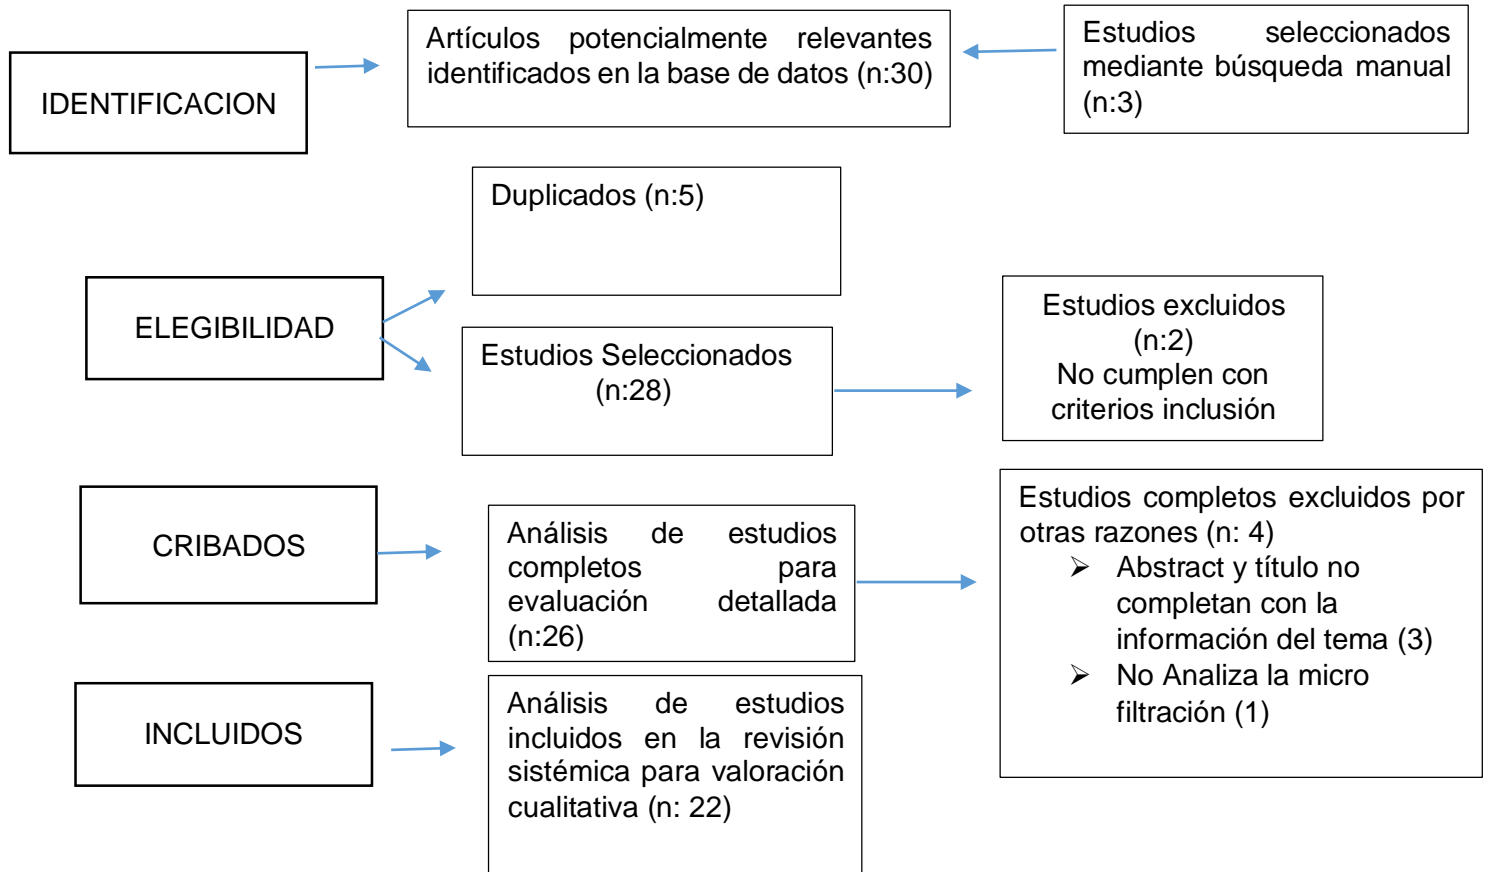 IDENTIFICACION
Artículos potencialmente relevantes
identificados en la base de datos (n:30)
Estudios seleccionados
mediante búsqueda manual
(n:3)
Duplicados (n:5)
ELEGIBILIDAD
Estudios Seleccionados
(n:28)
Estudios excluidos
(n:2)
No cumplen con
criterios inclusión
CRIBADOS
Análisis de estudios
completos para
evaluación detallada
(n:26)
Estudios completos excluidos por
otras razones (n: 4)
➢ Abstract y título no
completan con la
información del tema (3)
➢ No Analiza la micro
filtración (1)
INCLUIDOS
Análisis de estudios
incluidos en la revisión
sistémica para valoración
cualitativa (n: 22)